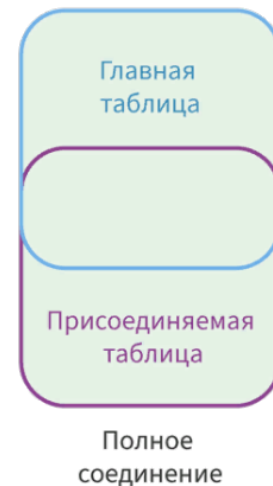 Главная
таблица
Присоединяемая
таблица
Полное
соединение